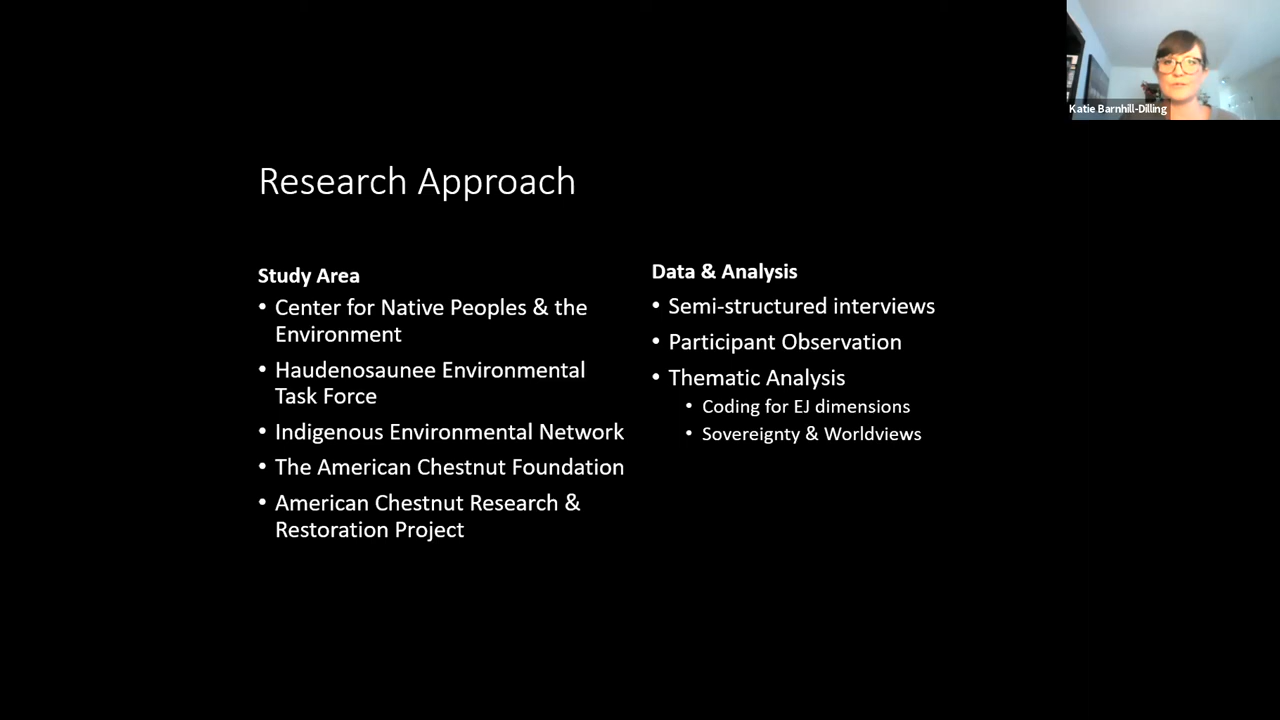 Katie Barnhill-Dilling
Research Approach
Study Area
• Center for Native Peoples & the
Environment
• Haudenosaunee Environmental
Task Force
• Indigenous Environmental Network
• The American Chestnut Foundation
• American Chestnut Research &
Restoration Project
Data & Analysis
• Semi-structured interviews
• Participant Observation
• Thematic Analysis
• Coding for EJ dimensions
• Sovereignty & Worldviews